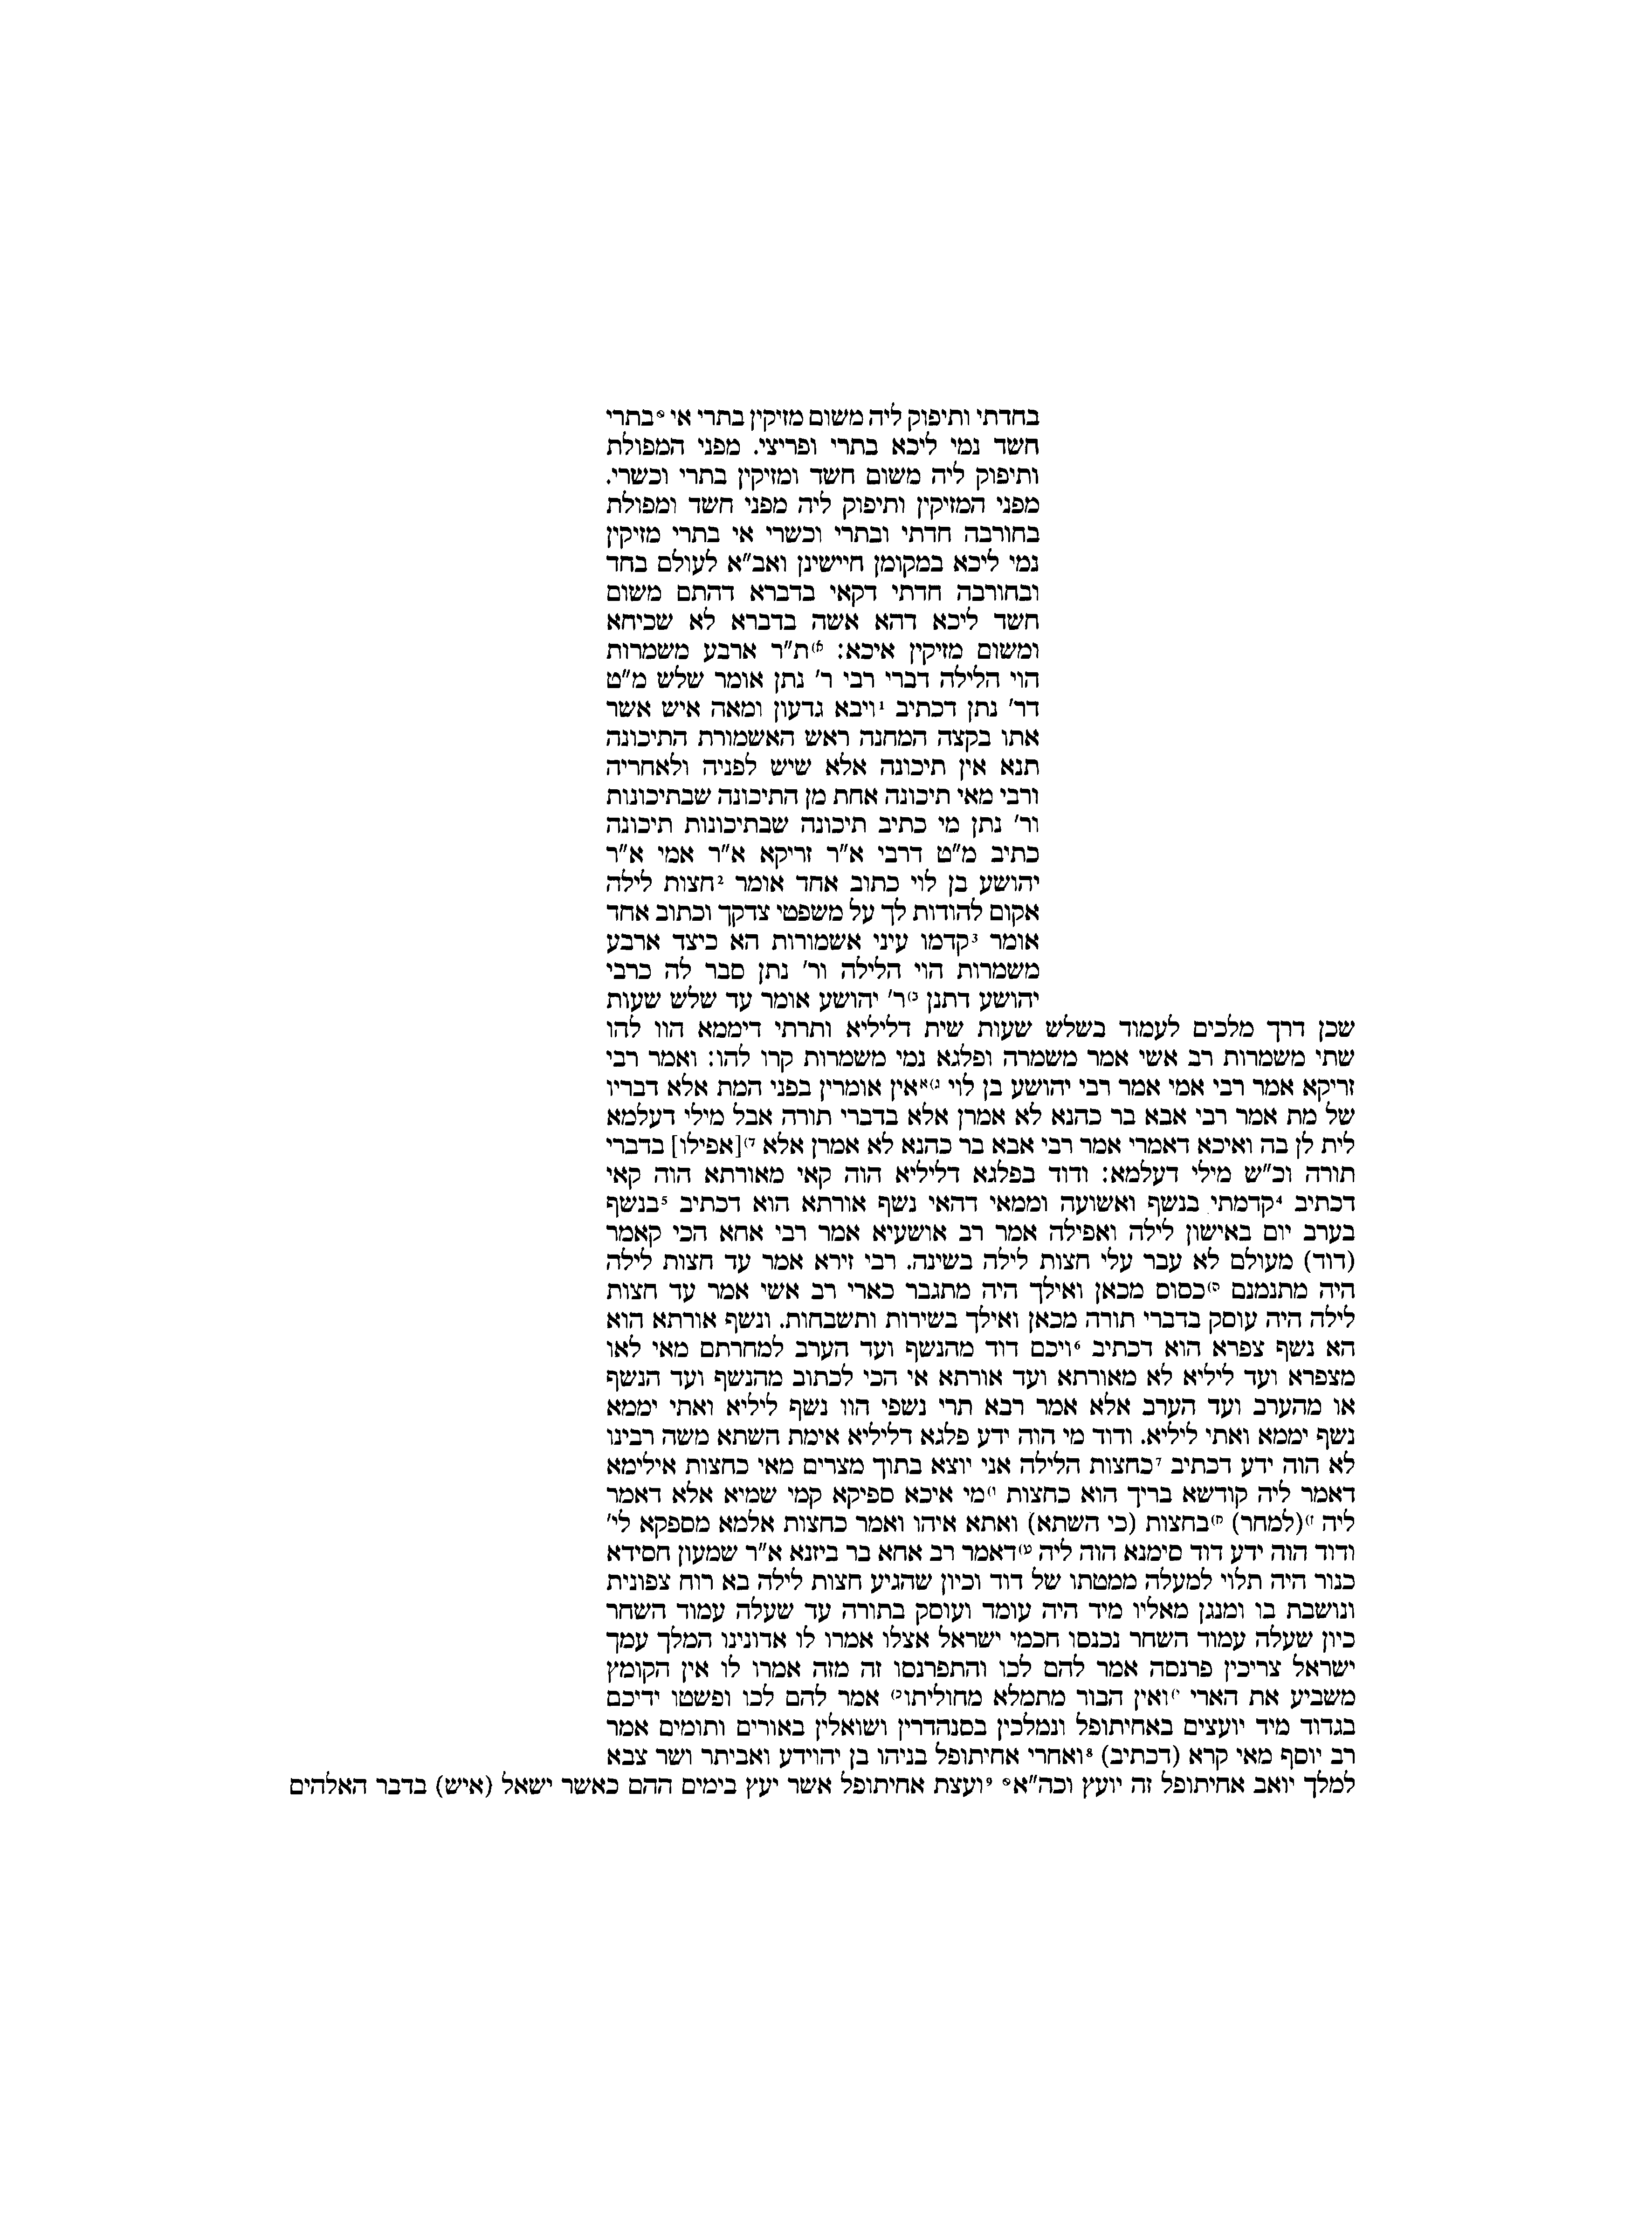 בחדתי ותיפוק ליה משום מזיקין בתרי אי °בתרי
חשד נמי ליכא בתרי ופריצי. מפני המפולת
ותיפוק ליה משום חשד ומזיקין בתרי וכשרי.
מפני המזיקין ותיפוק ליה מפני חשד ומפולת
בחורבה חדתי ובתרי וכשרי אי בתרי מזיקין
נמי ליכא במקומן חיישינן ואב"א לעולם בחד
ובחורבה חדתי דקאי בדברא דהתם משום
חשד ליכא דהא אשה בדברא לא שכיחא
ומשום מזיקין איכא: א)ת"ר ארבע משמרות
הוי הלילה דברי רבי ר' נתן אומר שלש מ"ט
דר' נתן דכתיב 1ויבא גדעון ומאה איש אשר
אתו בקצה המחנה ראש האשמורת התיכונה
תנא אין תיכונה אלא שיש לפניה ולאחריה
ורבי מאי תיכונה אחת מן התיכונה שבתיכונות
ור' נתן מי כתיב תיכונה שבתיכונות תיכונה
כתיב מ"ט דרבי א"ר זריקא א"ר אמי א"ר
יהושע בן לוי כתוב אחד אומר 2חצות לילה
אקום להודות לך על משפטי צדקך וכתוב אחד
אומר 3קדמו עיני אשמורות הא כיצד ארבע
משמרות הוי הלילה ור' נתן סבר לה כרבי
יהושע דתנן ב)ר' יהושע אומר עד שלש שעות
שכן דרך מלכים לעמוד בשלש שעות שית דליליא ותרתי דיממא הוו להו
שתי משמרות רב אשי אמר משמרה ופלגא נמי משמרות קרו להו: ואמר רבי
זריקא אמר רבי אמי אמר רבי יהושע בן לוי ג)אאין אומרין בפני המת אלא דבריו
של מת אמר רבי אבא בר כהנא לא אמרן אלא בדברי תורה אבל מילי דעלמא
לית לן בה ואיכא דאמרי אמר רבי אבא בר כהנא לא אמרן אלא ד)[אפילו] בדברי
תורה וכ"ש מילי דעלמא: ודוד בפלגא דליליא הוה קאי מאורתא הוה קאי
דכתיב 4קדמתי בנשף ואשועה וממאי דהאי נשף אורתא הוא דכתיב 5בנשף
בערב יום באישון לילה ואפילה אמר רב אושעיא אמר רבי אחא הכי קאמר
(דוד) מעולם לא עבר עלי חצות לילה בשינה. רבי זירא אמר עד חצות לילה
היה מתנמנם ה)כסוס מכאן ואילך היה מתגבר כארי רב אשי אמר עד חצות
לילה היה עוסק בדברי תורה מכאן ואילך בשירות ותשבחות. ונשף אורתא הוא
הא נשף צפרא הוא דכתיב 6ויכם דוד מהנשף ועד הערב למחרתם מאי לאו
מצפרא ועד ליליא לא מאורתא ועד אורתא אי הכי לכתוב מהנשף ועד הנשף
או מהערב ועד הערב אלא אמר רבא תרי נשפי הוו נשף ליליא ואתי יממא
נשף יממא ואתי ליליא. ודוד מי הוה ידע פלגא דליליא אימת השתא משה רבינו
לא הוה ידע דכתיב 7כחצות הלילה אני יוצא בתוך מצרים מאי כחצות אילימא
דאמר ליה קודשא בריך הוא כחצות ו)מי איכא ספיקא קמי שמיא אלא דאמר
ליה ז)(למחר) ח)בחצות (כי השתא) ואתא איהו ואמר כחצות אלמא מספקא לי'
ודוד הוה ידע דוד סימנא הוה ליה ט)דאמר רב אחא בר ביזנא א"ר שמעון חסידא
כנור היה תלוי למעלה ממטתו של דוד וכיון שהגיע חצות לילה בא רוח צפונית
ונושבת בו ומנגן מאליו מיד היה עומד ועוסק בתורה עד שעלה עמוד השחר
כיון שעלה עמוד השחר נכנסו חכמי ישראל אצלו אמרו לו אדונינו המלך עמך
ישראל צריכין פרנסה אמר להם לכו והתפרנסו זה מזה אמרו לו אין הקומץ
משביע את הארי י)ואין הבור מתמלא מחוליתוכ) אמר להם לכו ופשטו ידיכם
בגדוד מיד יועצים באחיתופל ונמלכין בסנהדרין ושואלין באורים ותומים אמר
רב יוסף מאי קרא (דכתיב) 8ואחרי אחיתופל בניהו בן יהוידע ואביתר ושר צבא
למלך יואב אחיתופל זה יועץ וכה"א° 9ועצת אחיתופל אשר יעץ בימים ההם כאשר ישאל (איש) בדבר האלהים